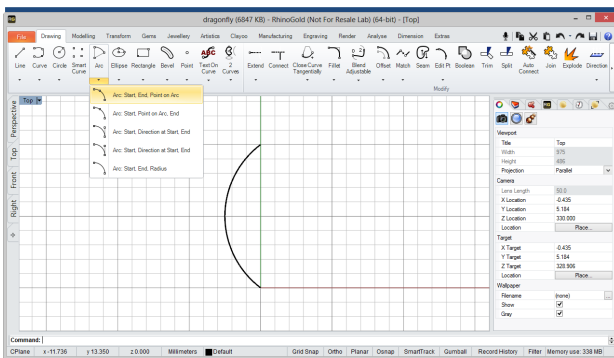 dragonfly (6847 KB) - RhinoGold (Not For Resale Lab) (64-bit) - [Top]
File Drawing Modelling Transform Gems Jewellery Artistics Clayoo Manufacturing Engraving Render Analyse Dimension Extras
Line Curve Circle Smart Curve Arc Ellipse Rectangle Bevel Point Text On Curve 2 Curves Extend Connect Close Curve Tangentially Fillet Blend Adjustable Offset Match Seam Edit Pt Boolean Trim Split Auto Connect Join Explode Direction
Modify
Arc: Start, End, Point on Arc
Arc: Start, Point on Arc, End
Arc: Start, Direction at Start, End
Arc: Start, Direction at Start, End
Arc: Start, End, Radius
Top
Perspective
Top
Front
Right
Viewport
Title Top
Width 975
Height 486
Projection Parallel
Camera
Lens Length 50.0
X Location -0.435
Y Location 5.184
Z Location 330.000
Location Place...
Target
X Target -0.435
Y Target 5.184
Z Target 328.906
Location Place...
Wallpaper
Filename (none) ...
Show
Gray
Command:
CPlane x -11.736 y 13.350 z 0.000 Millimeters Default Grid Snap Ortho Planar Osnap SmartTrack Gumball Record History Filter Memory use: 338 MB